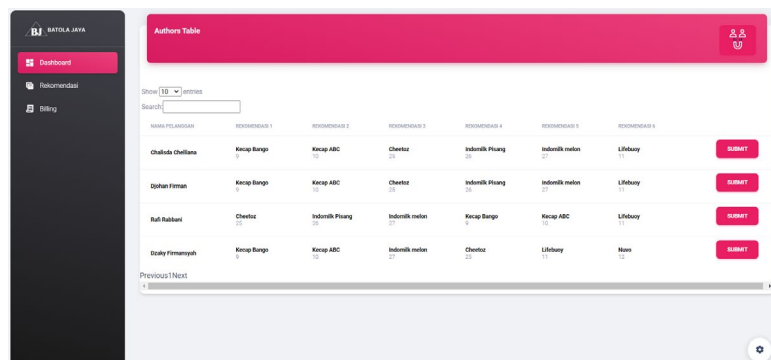 BJ BATOLA JAYA
Dashboard
Rekomendasi
Billing
Authors Table
Show 10 entries
Search:
NAMA PELANGGAN REKOMENDASI 1 REKOMENDASI 2 REKOMENDASI 3 REKOMENDASI 4 REKOMENDASI 5 REKOMENDASI 6
Chalisda Chelliana Kecap Bango Kecap ABC Cheetoz Indomilk Pisang Indomilk melon Lifebuoy SUBMIT
9 10 25 26 27 11
Djohan Firman Kecap Bango Kecap ABC Cheetoz Indomilk Pisang Indomilk melon Lifebuoy SUBMIT
9 10 25 26 27 11
Rafi Rabbani Cheetoz Indomilk Pisang Indomilk melon Kecap Bango Kecap ABC Lifebuoy SUBMIT
25 26 27 9 10 11
Dzaky Firmansyah Kecap Bango Kecap ABC Indomilk melon Cheetoz Lifebuoy Nuvo SUBMIT
9 10 27 25 11 12
Previous1Next